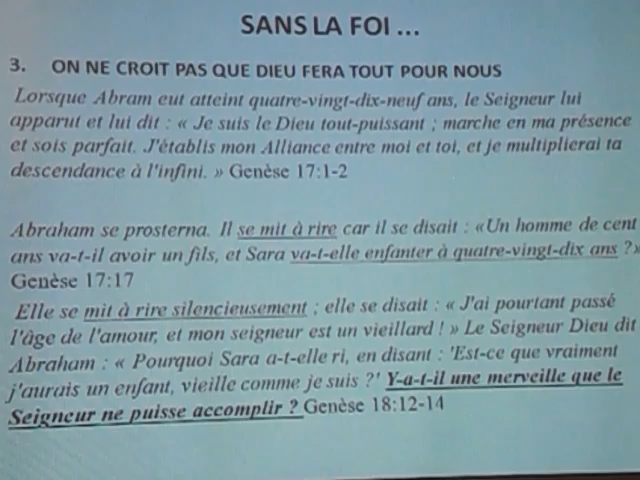 SANS LA FOI ...
3. ON NE CROIT PAS QUE DIEU FERA TOUT POUR NOUS
Lorsque Abram eut atteint quatre-vingt-dix-neuf ans, le Seigneur lui
apparut et lui dit : « Je suis le Dieu tout-puissant ; marche en ma présence
et sois parfait. J'établis mon Alliance entre moi et toi, et je multiplierai ta
descendance à l'infini. » Genèse 17:1-2
Abraham se prosterna. Il se mit à rire car il se disait : «Un homme de cent
ans va-t-il avoir un fils, et Sara va-t-elle enfanter à quatre-vingt-dix ans ?»
Genèse 17:17
Elle se mit à rire silencieusement ; elle se disait : « J'ai pourtant passé
l'âge de l'amour, et mon seigneur est un vieillard ! » Le Seigneur Dieu dit
Abraham : « Pourquoi Sara a-t-elle ri, en disant : 'Est-ce que vraiment
j'aurais un enfant, vieille comme je suis ?' Y-a-t-il une merveille que le
Seigneur ne puisse accomplir ? Genèse 18:12-14